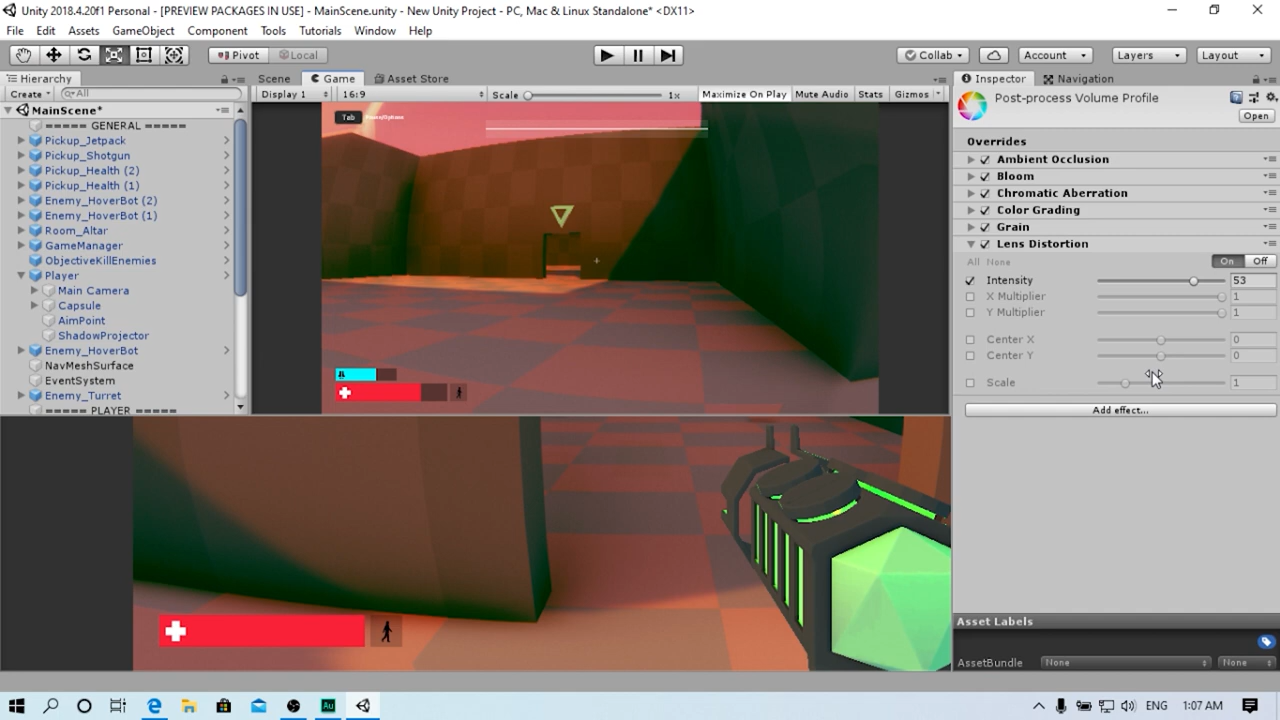 Unity 2018.4.20f1 Personal - [PREVIEW PACKAGES IN USE] - MainScene.unity - New Unity Project - PC, Mac & Linux Standalone* <DX11>
File Edit Assets GameObject Component Tools Tutorials Window Help
Pivot Local Collab Account Layers Layout
Hierarchy
Create All
MainScene*
===== GENERAL =====
Pickup_Jetpack
Pickup_Shotgun
Pickup_Health (2)
Pickup_Health (1)
Enemy_HoverBot (2)
Enemy_HoverBot (1)
Room_Altar
GameManager
ObjectiveKillEnemies
Player
Main Camera
Capsule
AimPoint
ShadowProjector
Enemy_HoverBot
NavMeshSurface
EventSystem
Enemy_Turret
===== PLAYER =====
Scene Game Asset Store
Display 1 16:9 Scale 1x Maximize On Play Mute Audio Stats Gizmos
Tab
Inspector Navigation
Post-process Volume Profile
Open
Overrides
Ambient Occlusion
Bloom
Chromatic Aberration
Color Grading
Grain
Lens Distortion
All None On Off
Intensity 53
X Multiplier 1
Y Multiplier 1
Center X 0
Center Y 0
Scale 1
Add effect...
Asset Labels
AssetBundle None None
Au
ENG 1:07 AM